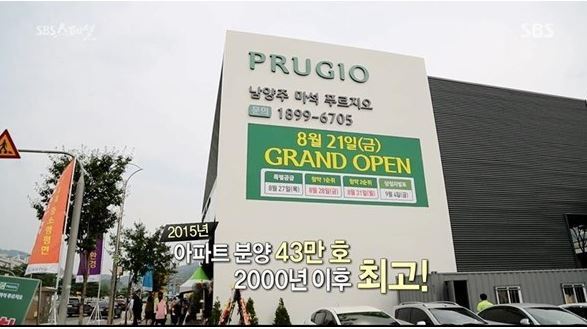 SBS 스페셜
SBS
PRUGIO
남양주 마석 푸르지오
문의 1899-6705
8월 21일(금)
GRAND OPEN
특별공급 청약 1순위 청약 2순위 당첨자발표
8월 27일(목) 8월 28일(금) 8월 31일(월) 9월 4일(금)
2015년
아파트 분양 43만 호
2000년 이후 최고!